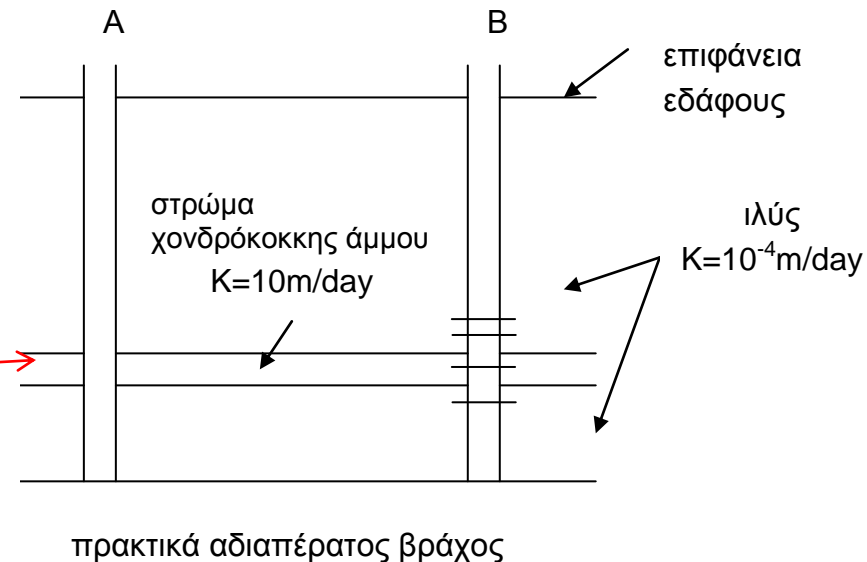 A
B
επιφάνεια
εδάφους
στρώμα
χονδρόκοκκης άμμου
K=10m/day
ιλύς
K=10⁻⁴m/day
πρακτικά αδιαπέρατος βράχος